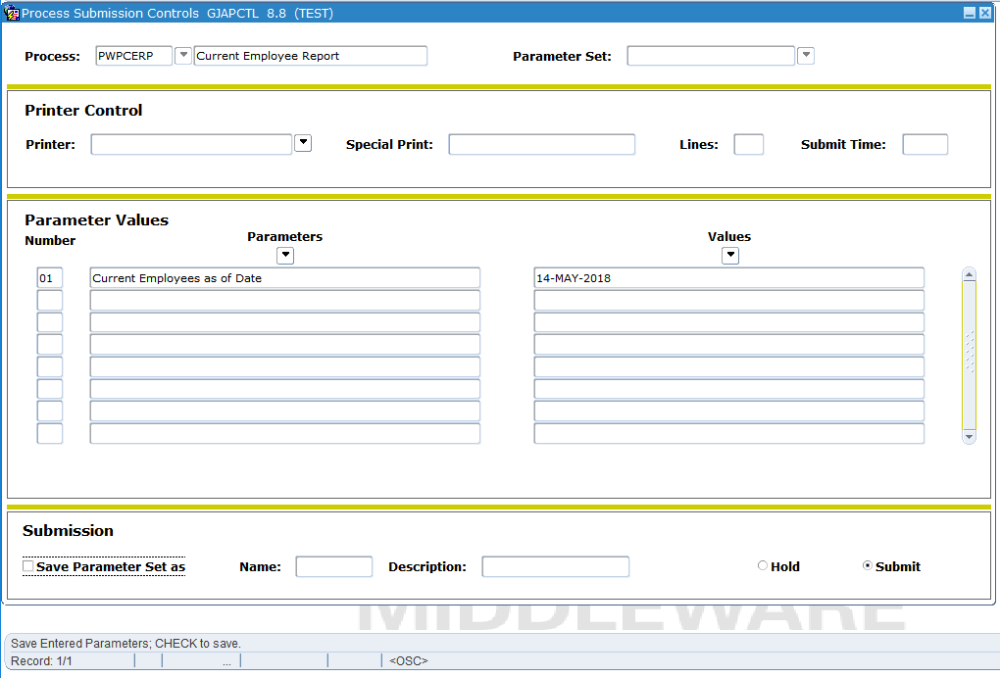 Process Submission Controls  GJAPCTL  8.8  (TEST)
Process: PWPCERP Current Employee Report Parameter Set:
Printer Control
Printer: Special Print: Lines: Submit Time:
Parameter Values
Number Parameters Values
01 Current Employees as of Date 14-MAY-2018
Submission
Save Parameter Set as Name: Description: Hold Submit
MIDDLEWARE
Save Entered Parameters; CHECK to save.
Record: 1/1 ... <OSC>